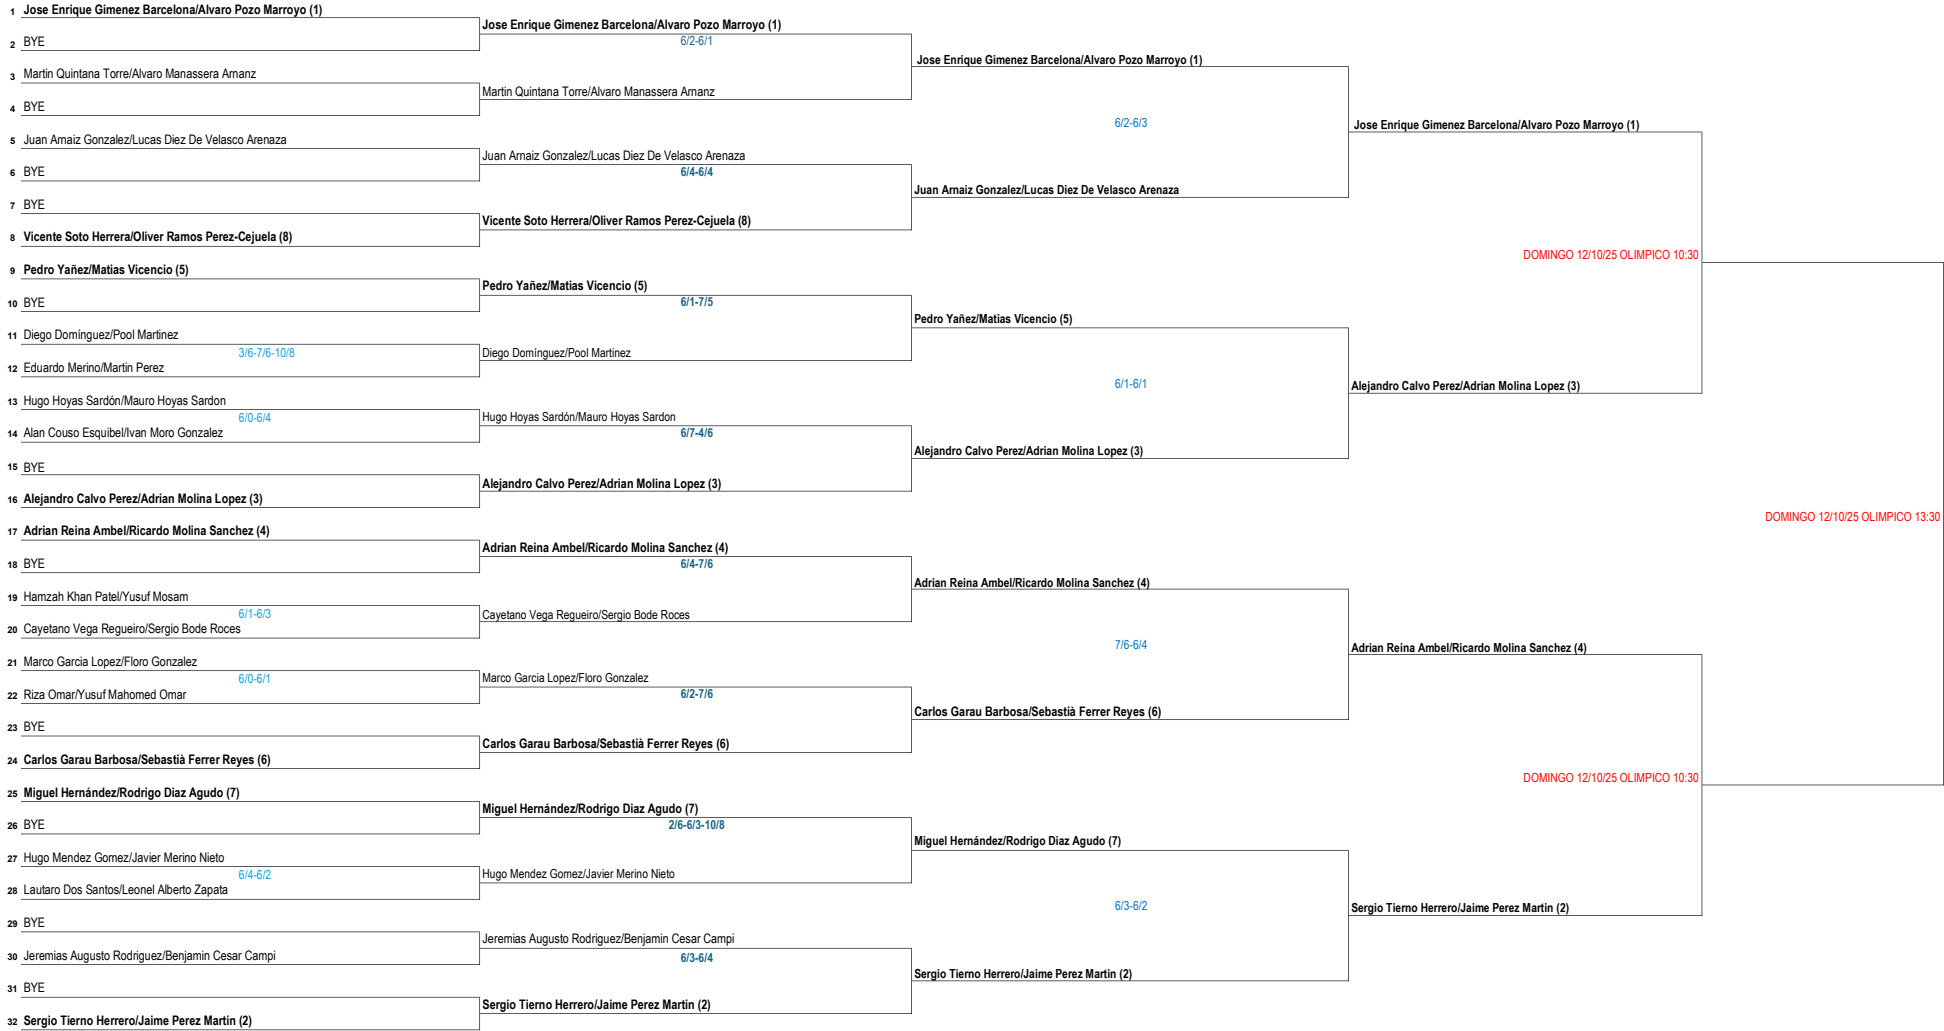 1 Jose Enrique Gimenez Barcelona/Alvaro Pozo Marroyo (1)
2 BYE
3 Martin Quintana Torre/Alvaro Manassera Arnanz
4 BYE
5 Juan Arnaiz Gonzalez/Lucas Diez De Velasco Arenaza
6 BYE
7 BYE
8 Vicente Soto Herrera/Oliver Ramos Perez-Cejuela (8)
9 Pedro Yañez/Matias Vicencio (5)
10 BYE
11 Diego Domínguez/Pool Martinez
3/6-7/6-10/8
12 Eduardo Merino/Martin Perez
13 Hugo Hoyas Sardón/Mauro Hoyas Sardon
6/0-6/4
14 Alan Couso Esquibel/Ivan Moro Gonzalez
15 BYE
16 Alejandro Calvo Perez/Adrian Molina Lopez (3)
17 Adrian Reina Ambel/Ricardo Molina Sanchez (4)
18 BYE
19 Hamzah Khan Patel/Yusuf Mosam
6/1-6/3
20 Cayetano Vega Regueiro/Sergio Bode Roces
21 Marco Garcia Lopez/Floro Gonzalez
6/0-6/1
22 Riza Omar/Yusuf Mahomed Omar
23 BYE
24 Carlos Garau Barbosa/Sebastià Ferrer Reyes (6)
25 Miguel Hernández/Rodrigo Diaz Agudo (7)
26 BYE
27 Hugo Mendez Gomez/Javier Merino Nieto
6/4-6/2
28 Lautaro Dos Santos/Leonel Alberto Zapata
29 BYE
30 Jeremias Augusto Rodriguez/Benjamin Cesar Campi
31 BYE
32 Sergio Tierno Herrero/Jaime Perez Martin (2)
Jose Enrique Gimenez Barcelona/Alvaro Pozo Marroyo (1)
6/2-6/1
Martin Quintana Torre/Alvaro Manassera Arnanz
Juan Arnaiz Gonzalez/Lucas Diez De Velasco Arenaza
6/4-6/4
Vicente Soto Herrera/Oliver Ramos Perez-Cejuela (8)
Pedro Yañez/Matias Vicencio (5)
6/1-7/5
Diego Domínguez/Pool Martinez
Hugo Hoyas Sardón/Mauro Hoyas Sardon
6/7-4/6
Alejandro Calvo Perez/Adrian Molina Lopez (3)
Adrian Reina Ambel/Ricardo Molina Sanchez (4)
6/4-7/6
Cayetano Vega Regueiro/Sergio Bode Roces
Marco Garcia Lopez/Floro Gonzalez
6/2-7/6
Carlos Garau Barbosa/Sebastià Ferrer Reyes (6)
Miguel Hernández/Rodrigo Diaz Agudo (7)
2/6-6/3-10/8
Hugo Mendez Gomez/Javier Merino Nieto
Jeremias Augusto Rodriguez/Benjamin Cesar Campi
6/3-6/4
Sergio Tierno Herrero/Jaime Perez Martin (2)
Jose Enrique Gimenez Barcelona/Alvaro Pozo Marroyo (1)
6/2-6/3
Juan Arnaiz Gonzalez/Lucas Diez De Velasco Arenaza
Pedro Yañez/Matias Vicencio (5)
6/1-6/1
Alejandro Calvo Perez/Adrian Molina Lopez (3)
Adrian Reina Ambel/Ricardo Molina Sanchez (4)
7/6-6/4
Carlos Garau Barbosa/Sebastià Ferrer Reyes (6)
Miguel Hernández/Rodrigo Diaz Agudo (7)
6/3-6/2
Sergio Tierno Herrero/Jaime Perez Martin (2)
Jose Enrique Gimenez Barcelona/Alvaro Pozo Marroyo (1)
DOMINGO 12/10/25 OLIMPICO 10:30
Alejandro Calvo Perez/Adrian Molina Lopez (3)
Adrian Reina Ambel/Ricardo Molina Sanchez (4)
DOMINGO 12/10/25 OLIMPICO 10:30
Sergio Tierno Herrero/Jaime Perez Martin (2)
DOMINGO 12/10/25 OLIMPICO 13:30